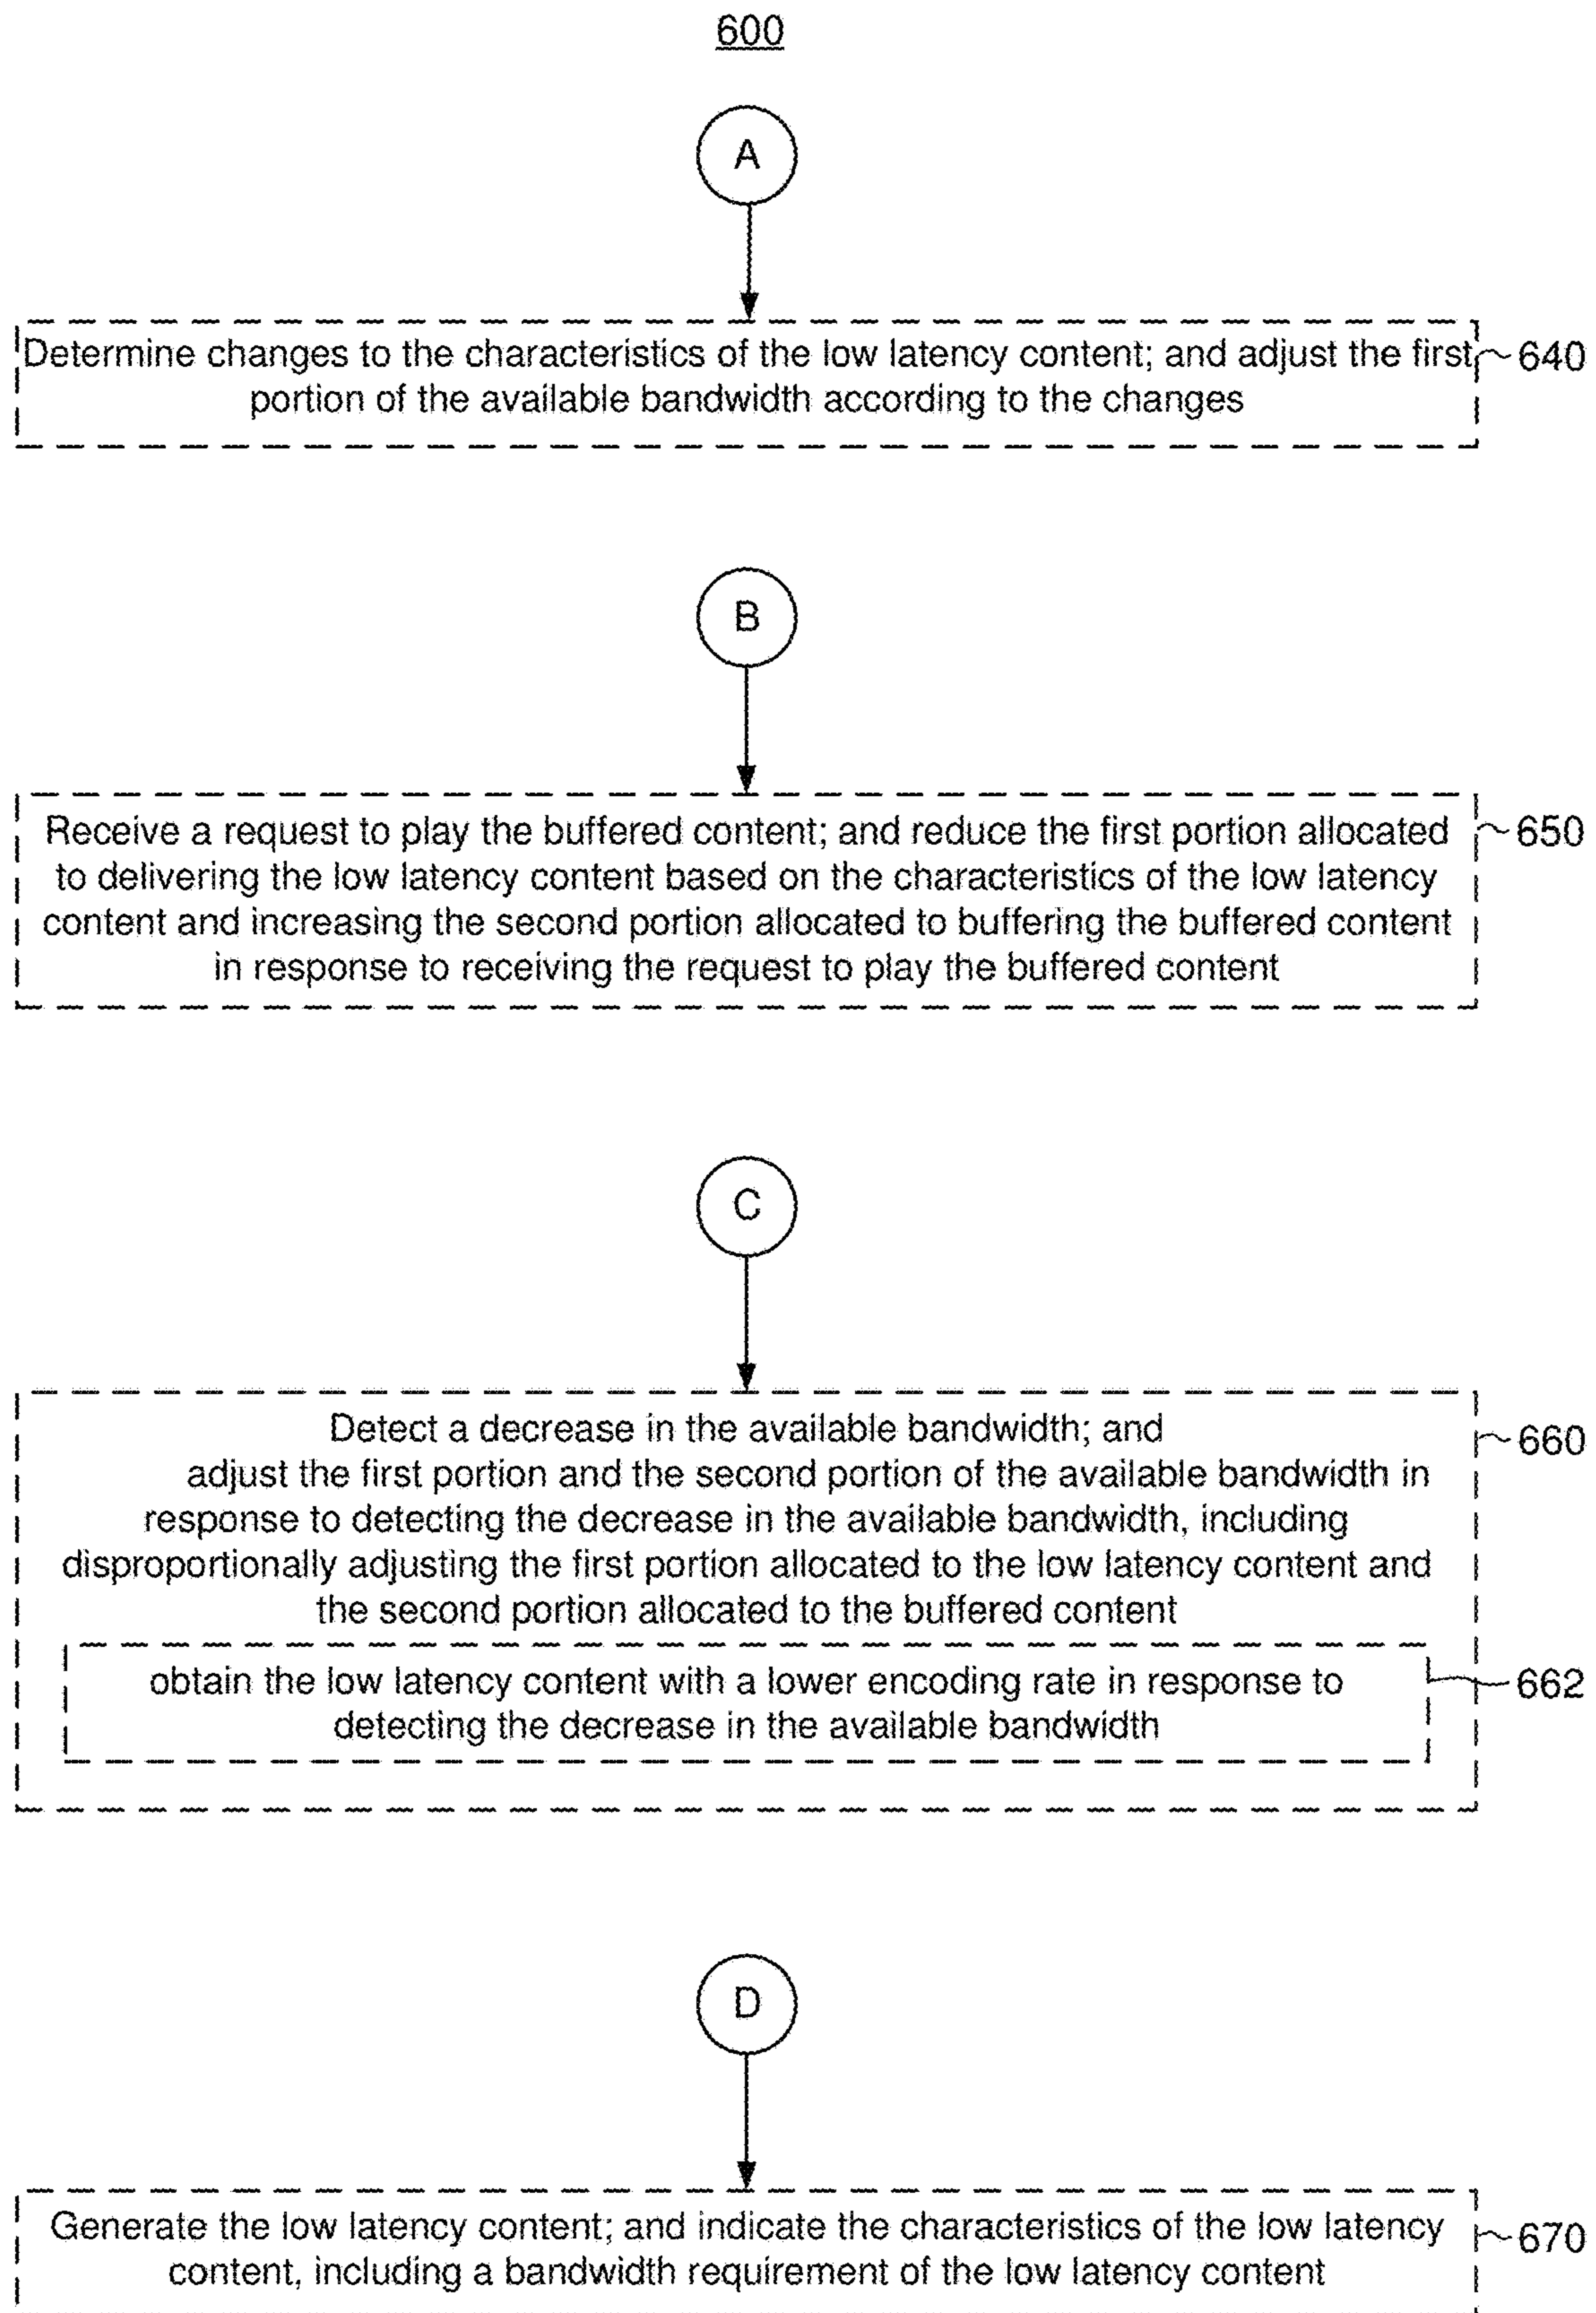 600
A
Determine changes to the characteristics of the low latency content; and adjust the first
portion of the available bandwidth according to the changes
640
B
Receive a request to play the buffered content; and reduce the first portion allocated
to delivering the low latency content based on the characteristics of the low latency
content and increasing the second portion allocated to buffering the buffered content
in response to receiving the request to play the buffered content
650
C
Detect a decrease in the available bandwidth; and
adjust the first portion and the second portion of the available bandwidth in
response to detecting the decrease in the available bandwidth, including
disproportionally adjusting the first portion allocated to the low latency content and
the second portion allocated to the buffered content
660
obtain the low latency content with a lower encoding rate in response to
detecting the decrease in the available bandwidth
662
D
Generate the low latency content; and indicate the characteristics of the low latency
content, including a bandwidth requirement of the low latency content
670